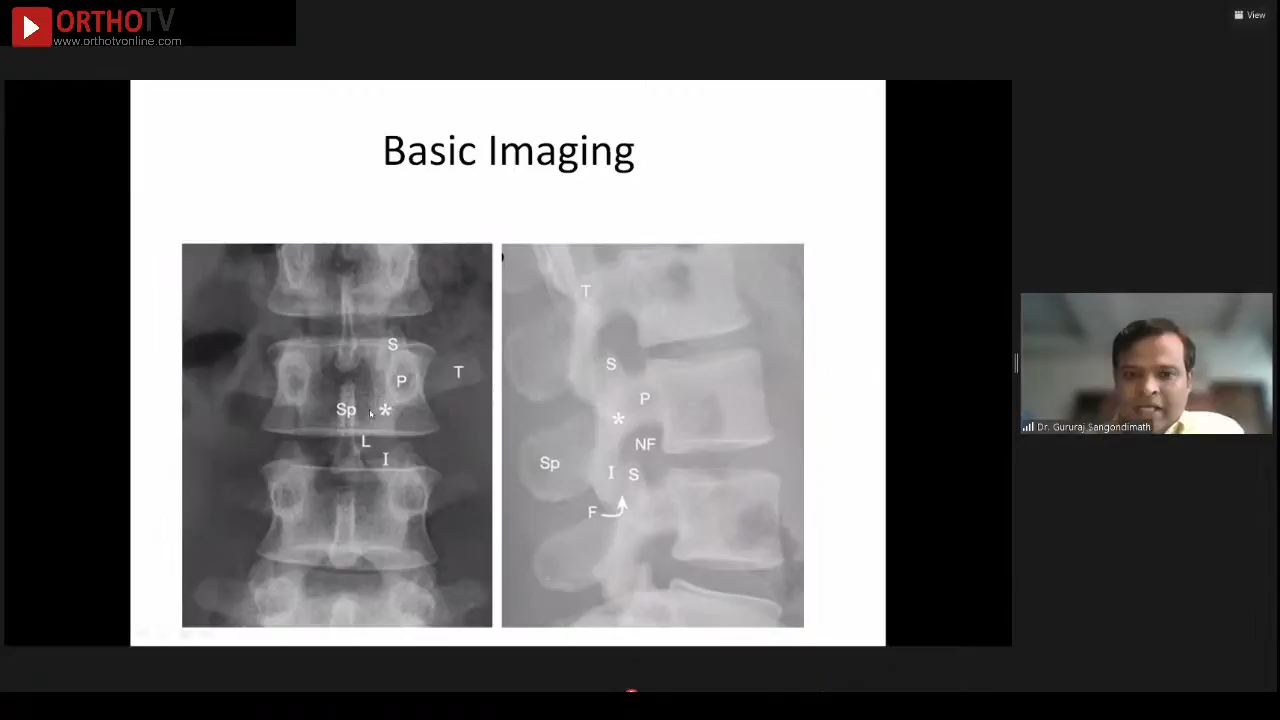 ORTHOTV
www.orthotvonline.com
View
Basic Imaging
S
P
T
Sp
*
L
I
T
S
P
*
NF
Sp
I
S
F
Dr. Gururaj Sangondimath